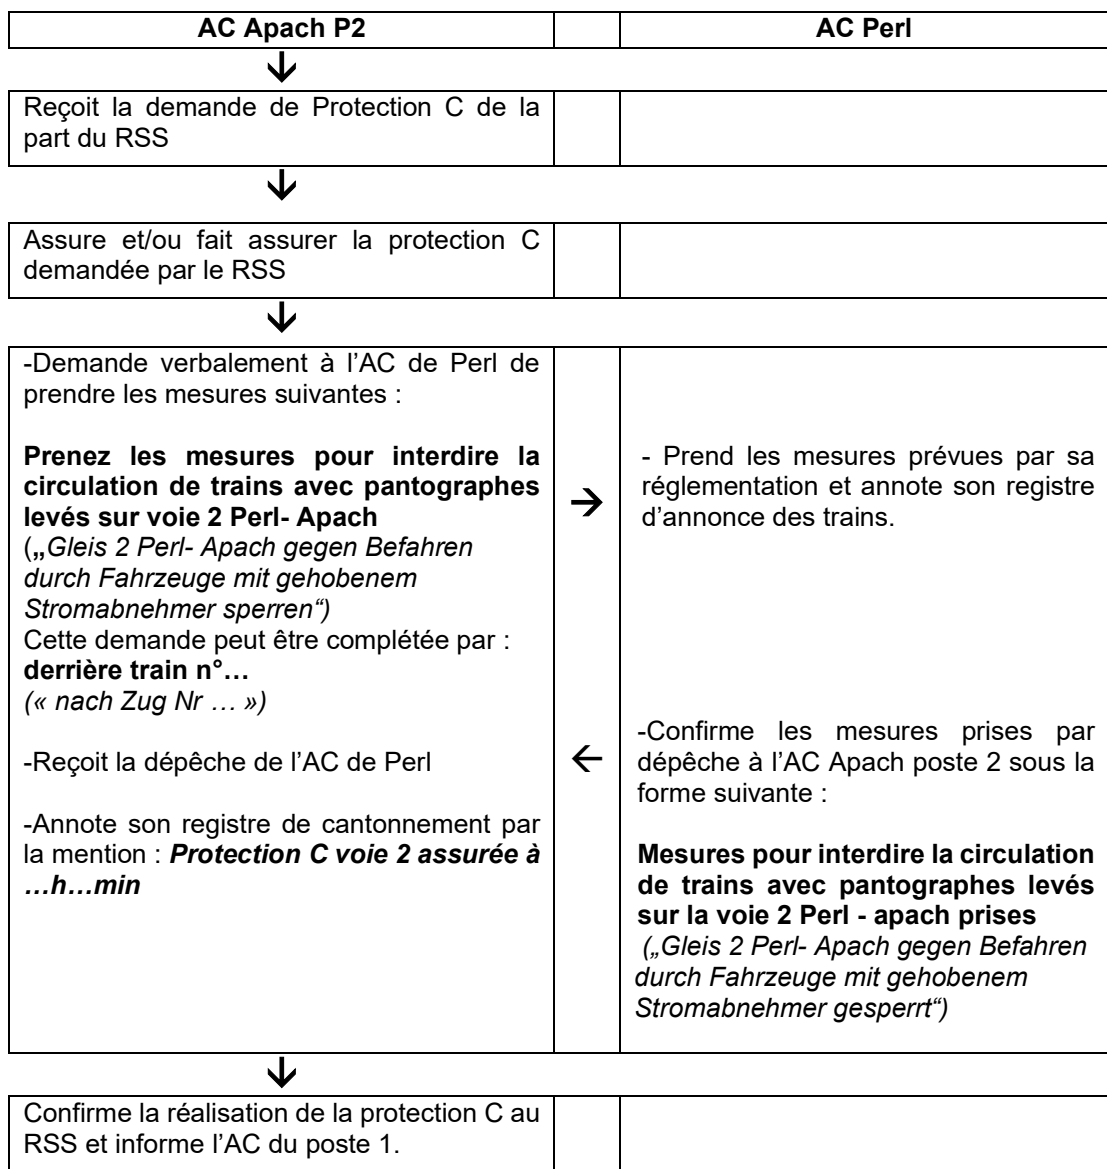 AC Apach P2
AC Perl
Reçoit la demande de Protection C de la
part du RSS
Assure et/ou fait assurer la protection C
demandée par le RSS
-Demande verbalement à l’AC de Perl de
prendre les mesures suivantes :
Prenez les mesures pour interdire la
circulation de trains avec pantographes
levés sur voie 2 Perl- Apach
(„Gleis 2 Perl- Apach gegen Befahren
durch Fahrzeuge mit gehobenem
Stromabnehmer sperren“)
Cette demande peut être complétée par :
derrière train n°…
(« nach Zug Nr … »)
-Reçoit la dépêche de l’AC de Perl
-Annote son registre de cantonnement par
la mention : Protection C voie 2 assurée à
…h…min
- Prend les mesures prévues par sa
réglementation et annote son registre
d’annonce des trains.
-Confirme les mesures prises par
dépêche à l’AC Apach poste 2 sous la
forme suivante :
Mesures pour interdire la circulation
de trains avec pantographes levés
sur la voie 2 Perl - apach prises
(„Gleis 2 Perl- Apach gegen Befahren
durch Fahrzeuge mit gehobenem
Stromabnehmer gesperrt“)
Confirme la réalisation de la protection C au
RSS et informe l’AC du poste 1.